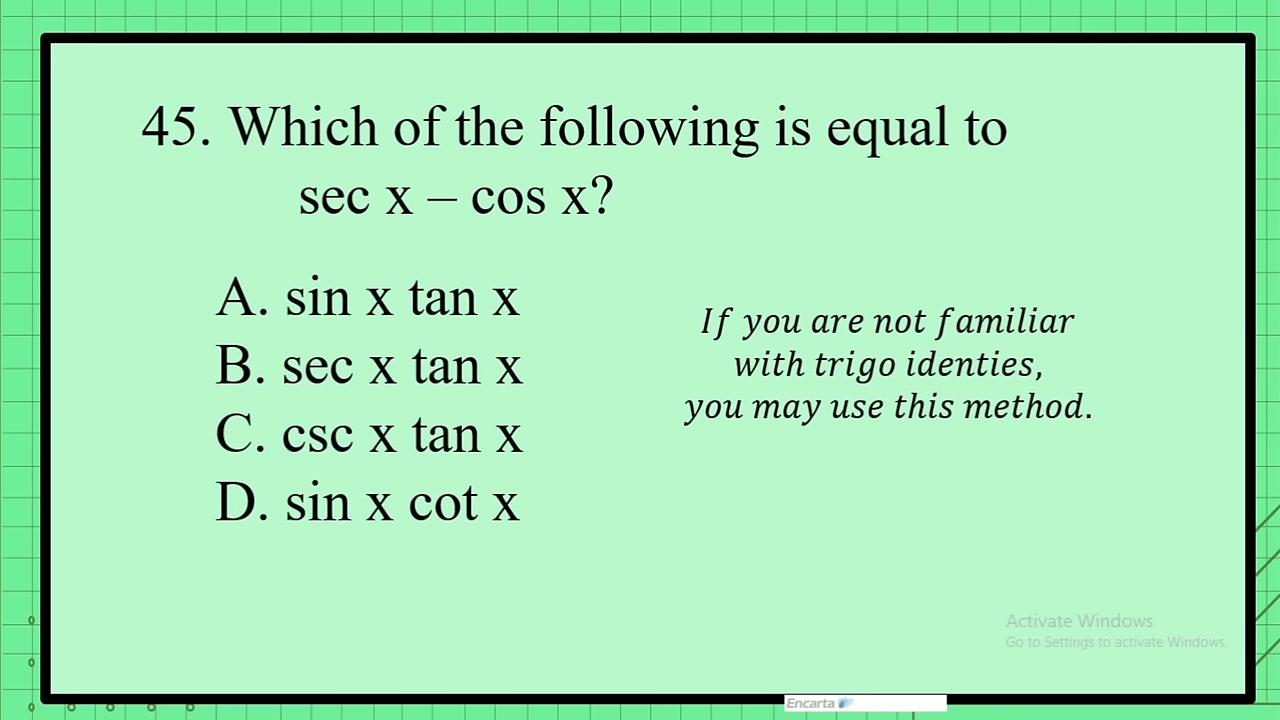 45. Which of the following is equal to
sec x – cos x?
A. sin x tan x
B. sec x tan x
C. csc x tan x
D. sin x cot x
If you are not familiar
with trigo identies,
you may use this method.
Activate Windows
Go to Settings to activate Windows.
Encarta